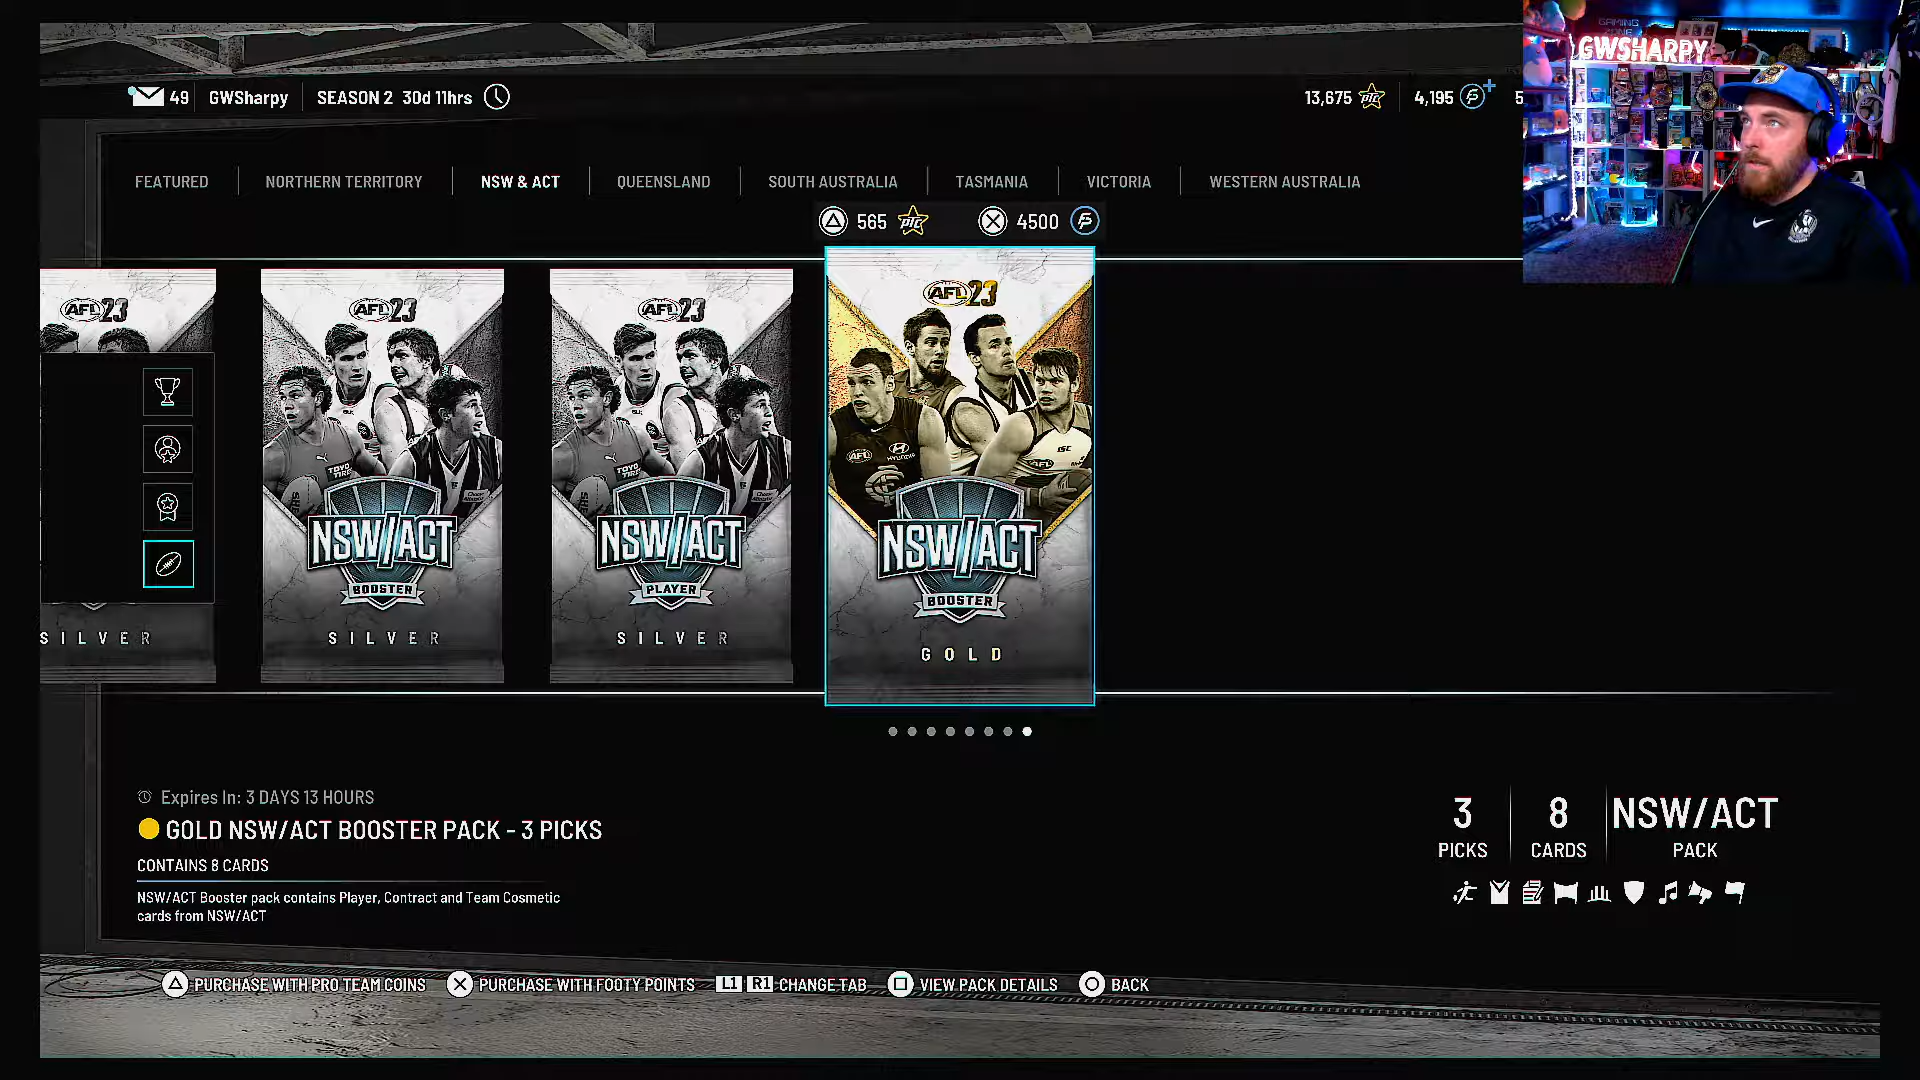 49 GWSharpy SEASON 2 30d 11hrs
13,675 PTC 4,195 5
GAMING
GWSHARPY
FEATURED NORTHERN TERRITORY NSW & ACT QUEENSLAND SOUTH AUSTRALIA TASMANIA VICTORIA WESTERN AUSTRALIA
565 PTC 4500
AFL23 AFL23 AFL23 AFL23
NSW/ACT NSW/ACT NSW/ACT
BOOSTER PLAYER BOOSTER
SILVER SILVER SILVER GOLD
Expires In: 3 DAYS 13 HOURS
GOLD NSW/ACT BOOSTER PACK - 3 PICKS
CONTAINS 8 CARDS
NSW/ACT Booster pack contains Player, Contract and Team Cosmetic
cards from NSW/ACT
3 8 NSW/ACT
PICKS CARDS PACK
PURCHASE WITH PRO TEAM COINS PURCHASE WITH FOOTY POINTS L1 R1 CHANGE TAB VIEW PACK DETAILS BACK